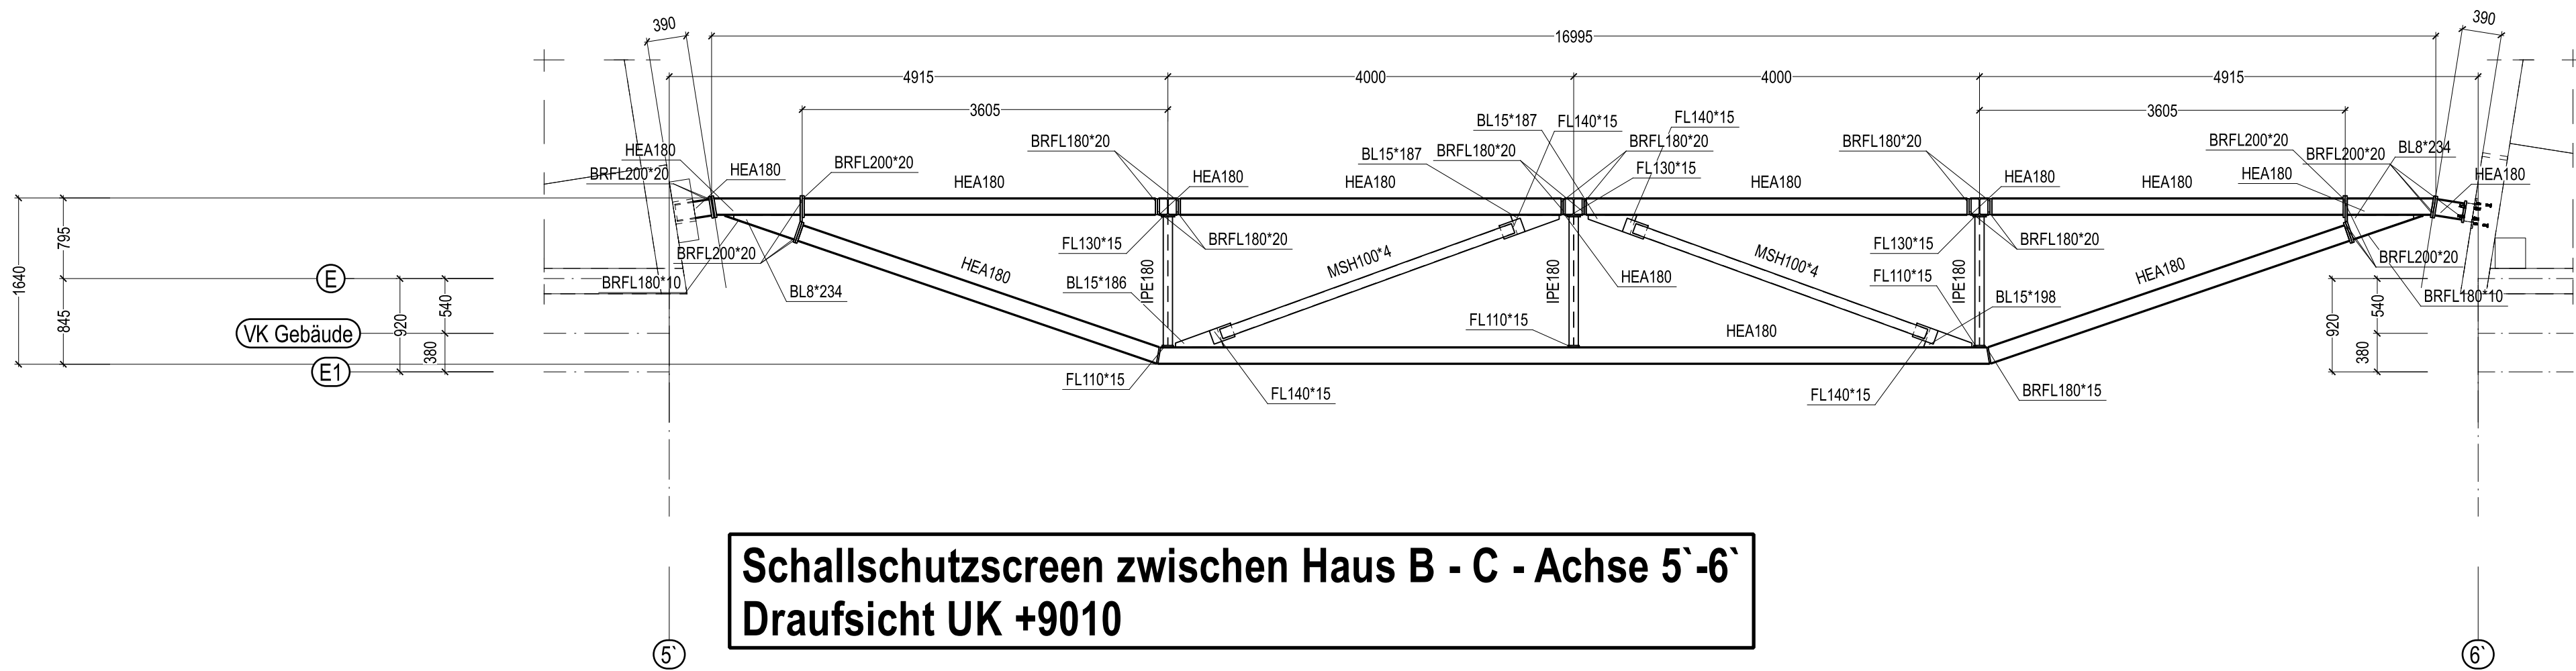 390
390
16995
4915
4000
4000
4915
3605
3605
BL15*187
FL140*15
FL140*15
BRFL180*20
BRFL180*20
BRFL180*20
BRFL180*20
BRFL200*20
HEA180
BRFL200*20
BL15*187
BRFL200*20
BL8*234
BRFL200*20
HEA180
HEA180
HEA180
HEA180
FL130*15
HEA180
HEA180
HEA180
HEA180
HEA180
HEA180
795
1640
845
E
VK Gebäude
E1
920
540
380
BRFL200*20
BRFL180*10
BL8*234
HEA180
FL130*15
BRFL180*20
BL15*186
IPE180
MSH100*4
IPE180
HEA180
MSH100*4
FL130*15
FL110*15
IPE180
BRFL180*20
BL15*198
HEA180
BRFL200*20
BRFL180*10
920
540
380
FL110*15
HEA180
FL110*15
FL140*15
FL140*15
BRFL180*15
Schallschutzscreen zwischen Haus B - C - Achse 5`-6`
Draufsicht UK +9010
5`
6`